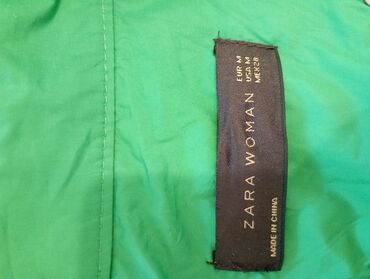 EUR M
USA M
MEX 28
ZARA WOMAN
MADE IN CHINA